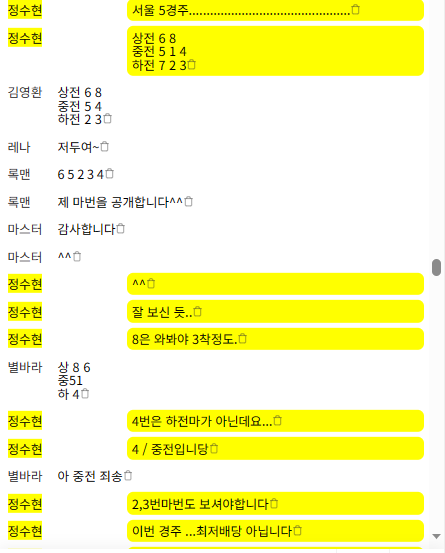 정수현 서울 5경주.............................................
정수현 상전 6 8
중전 5 1 4
하전 7 2 3
김영환 상전 6 8
중전 5 4
하전 2 3
레나 저두여~
록맨 6 5 2 3 4
록맨 제 마번을 공개합니다^^
마스터 감사합니다
마스터 ^^
정수현 ^^
정수현 잘 보신 듯..
정수현 8은 와봐야 3착정도.
별바라 상 8 6
중51
하 4
정수현 4번은 하전마가 아닌데요...
정수현 4 / 중전입니당
별바라 아 중전 죄송
정수현 2,3번마번도 보셔야합니다
정수현 이번 경주 ...최저배당 아닙니다